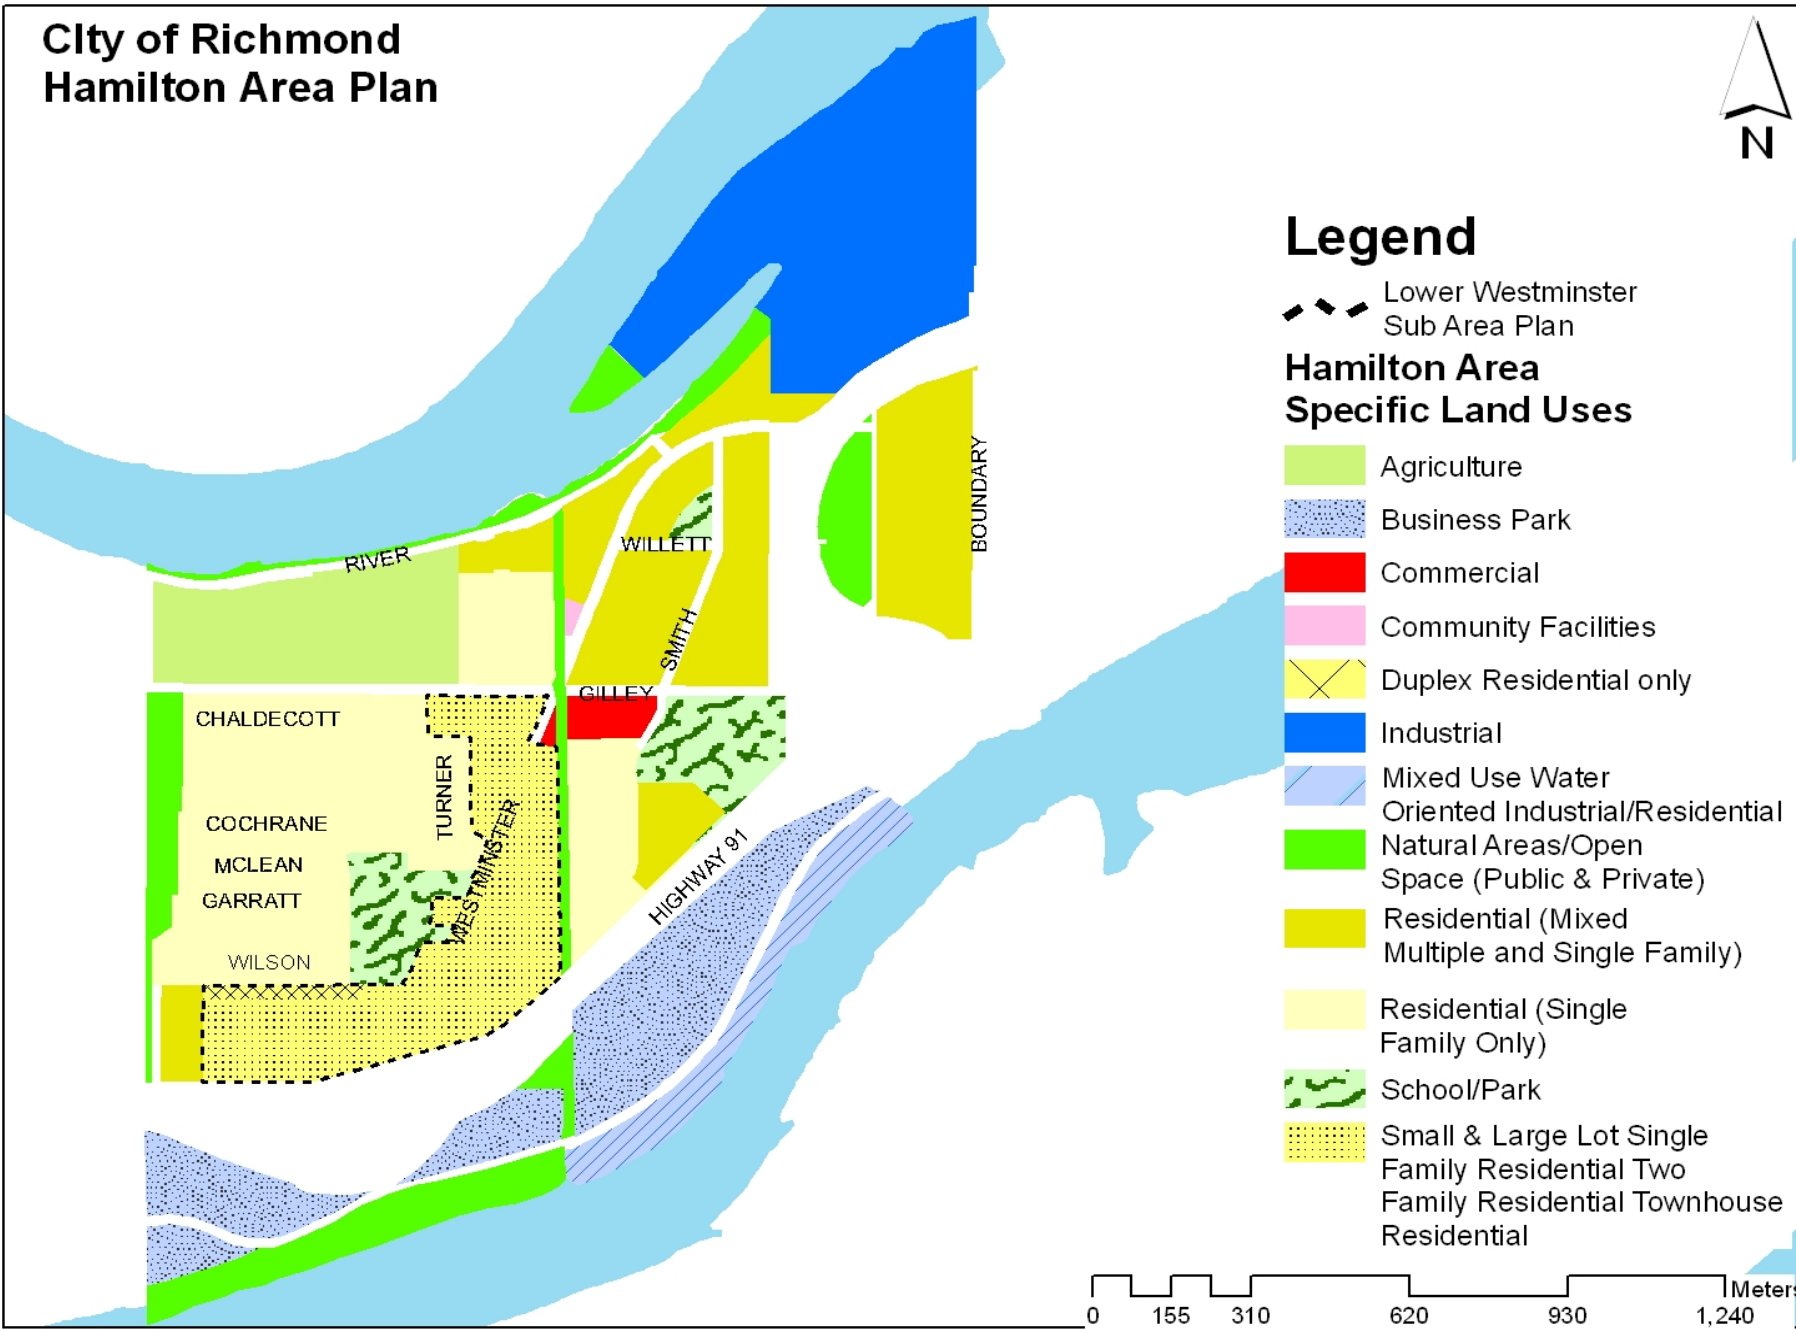 CIty of Richmond
Hamilton Area Plan
N
Legend
Lower Westminster
Sub Area Plan
Hamilton Area
Specific Land Uses
Agriculture
Business Park
Commercial
Community Facilities
Duplex Residential only
Industrial
Mixed Use Water
Oriented Industrial/Residential
Natural Areas/Open
Space (Public & Private)
Residential (Mixed
Multiple and Single Family)
Residential (Single
Family Only)
School/Park
Small & Large Lot Single
Family Residential Two
Family Residential Townhouse
Residential
RIVER
WILLETT
SMITH
BOUNDARY
GILLEY
CHALDECOTT
TURNER
COCHRANE
MCLEAN
GARRATT
WESTMINSTER
WILSON
HIGHWAY 91
Meters
0 155 310 620 930 1,240